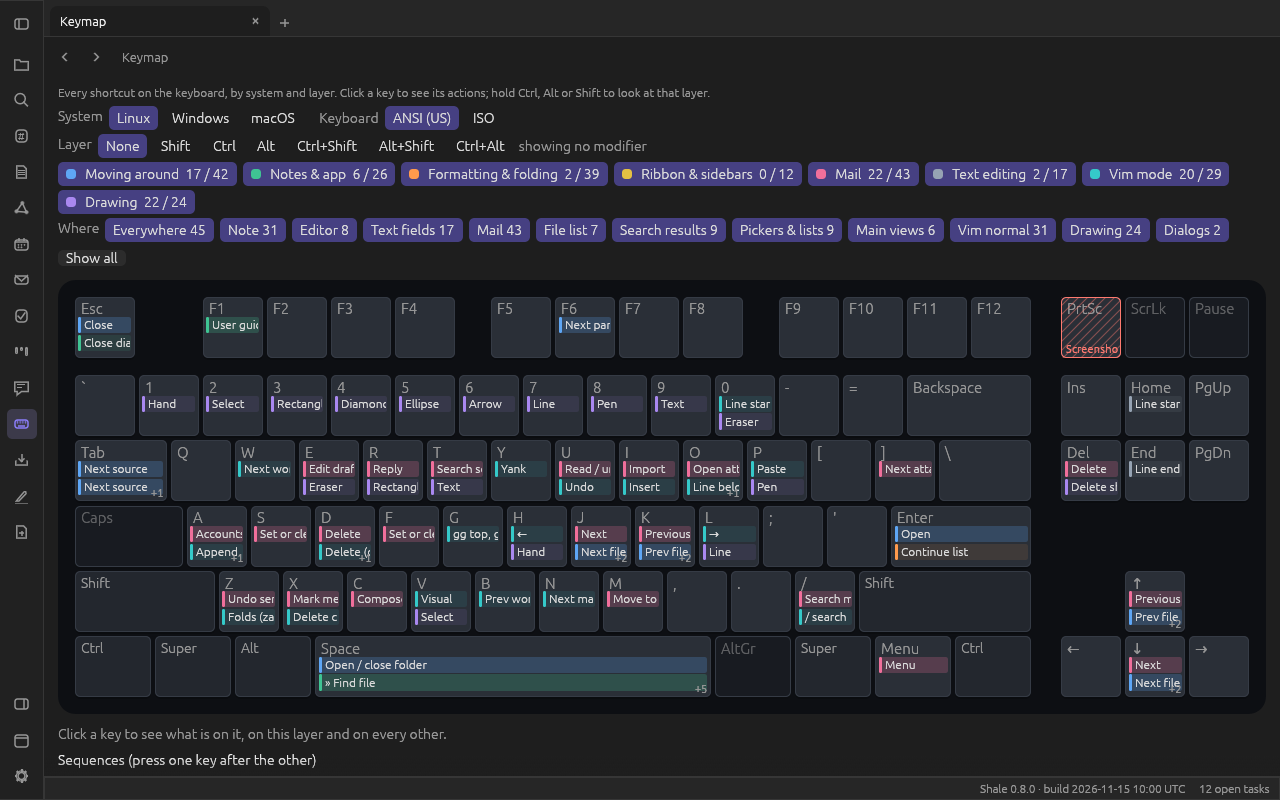 Keymap × +
Keymap
Every shortcut on the keyboard, by system and layer. Click a key to see its actions; hold Ctrl, Alt or Shift to look at that layer.
System Linux Windows macOS Keyboard ANSI (US) ISO
Layer None Shift Ctrl Alt Ctrl+Shift Alt+Shift Ctrl+Alt showing no modifier
Moving around 17 / 42 Notes & app 6 / 26 Formatting & folding 2 / 39 Ribbon & sidebars 0 / 12 Mail 22 / 43 Text editing 2 / 17 Vim mode 20 / 29
Drawing 22 / 24
Where Everywhere 45 Note 31 Editor 8 Text fields 17 Mail 43 File list 7 Search results 9 Pickers & lists 9 Main views 6 Vim normal 31 Drawing 24 Dialogs 2
Show all
Esc F1 F2 F3 F4 F5 F6 F7 F8 F9 F10 F11 F12 PrtSc ScrLk Pause
Close User guid Next par
Close dia Screensho
` 1 2 3 4 5 6 7 8 9 0 - = Backspace Ins Home PgUp
Hand Select Rectangl Diamond Ellipse Arrow Line Pen Text Line star Line star
Eraser
Tab Q W E R T Y U I O P [ ] \ Del End PgDn
Next source Next wo Edit draf Reply Search se Yank Read / un Import Open att Paste Next atta Delete Line end
Next source +1 Eraser Rectangl Text Undo Insert Line belo +1 Pen Delete sh
Caps A S D F G H J K L ; ' Enter
Accounts Set or cle Delete Set or cle gg top, g ← Next Previous → Open
Append, +1 Delete (c +1 Hand Next file +2 Prev file, +2 Line Continue list
Shift Z X C V B N M , . / Shift ↑
Undo sen Mark me Compose Visual Prev wor Next ma Move to Search m Previous
Folds (za Delete c Select / search Prev file, +2
Ctrl Super Alt Space AltGr Super Menu Ctrl ← ↓ →
Open / close folder Menu Next
» Find file +5 Next file +2
Click a key to see what is on it, on this layer and on every other.
Sequences (press one key after the other)
Shale 0.8.0 · build 2026-11-15 10:00 UTC 12 open tasks